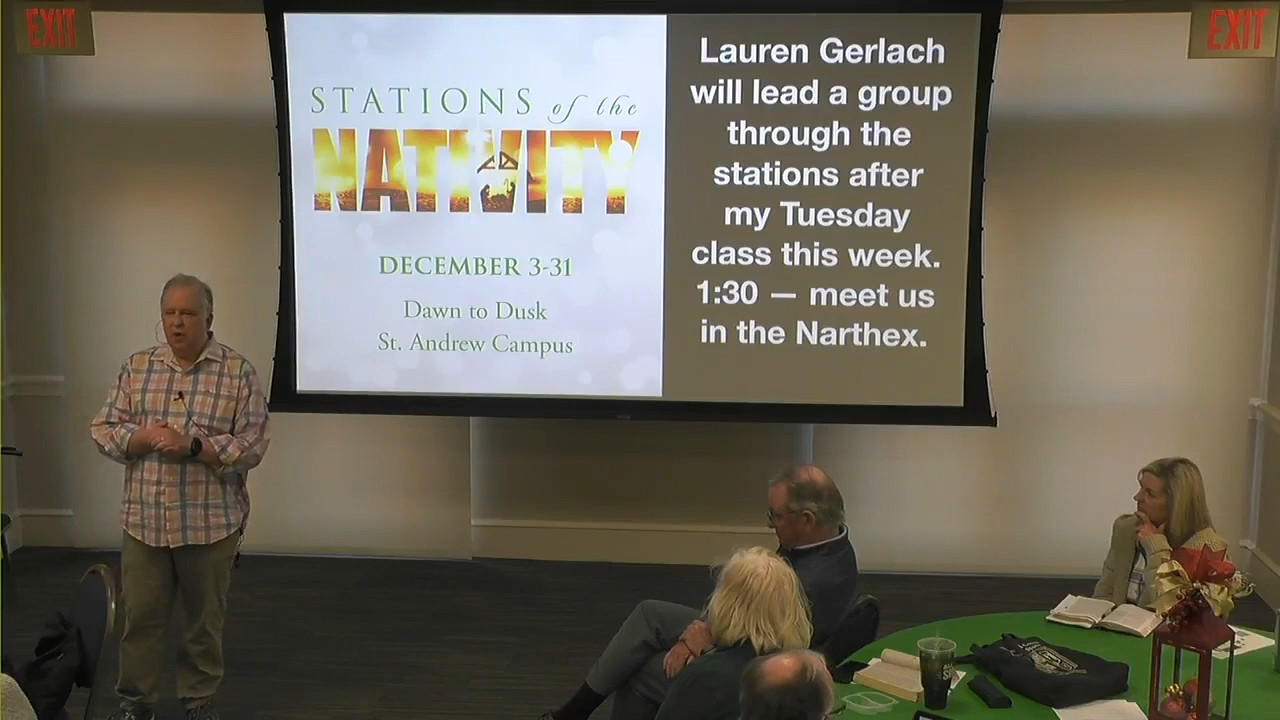 EXIT
EXIT
STATIONS of the
NATIVITY
DECEMBER 3-31
Dawn to Dusk
St. Andrew Campus
Lauren Gerlach
will lead a group
through the
stations after
my Tuesday
class this week.
1:30 — meet us
in the Narthex.